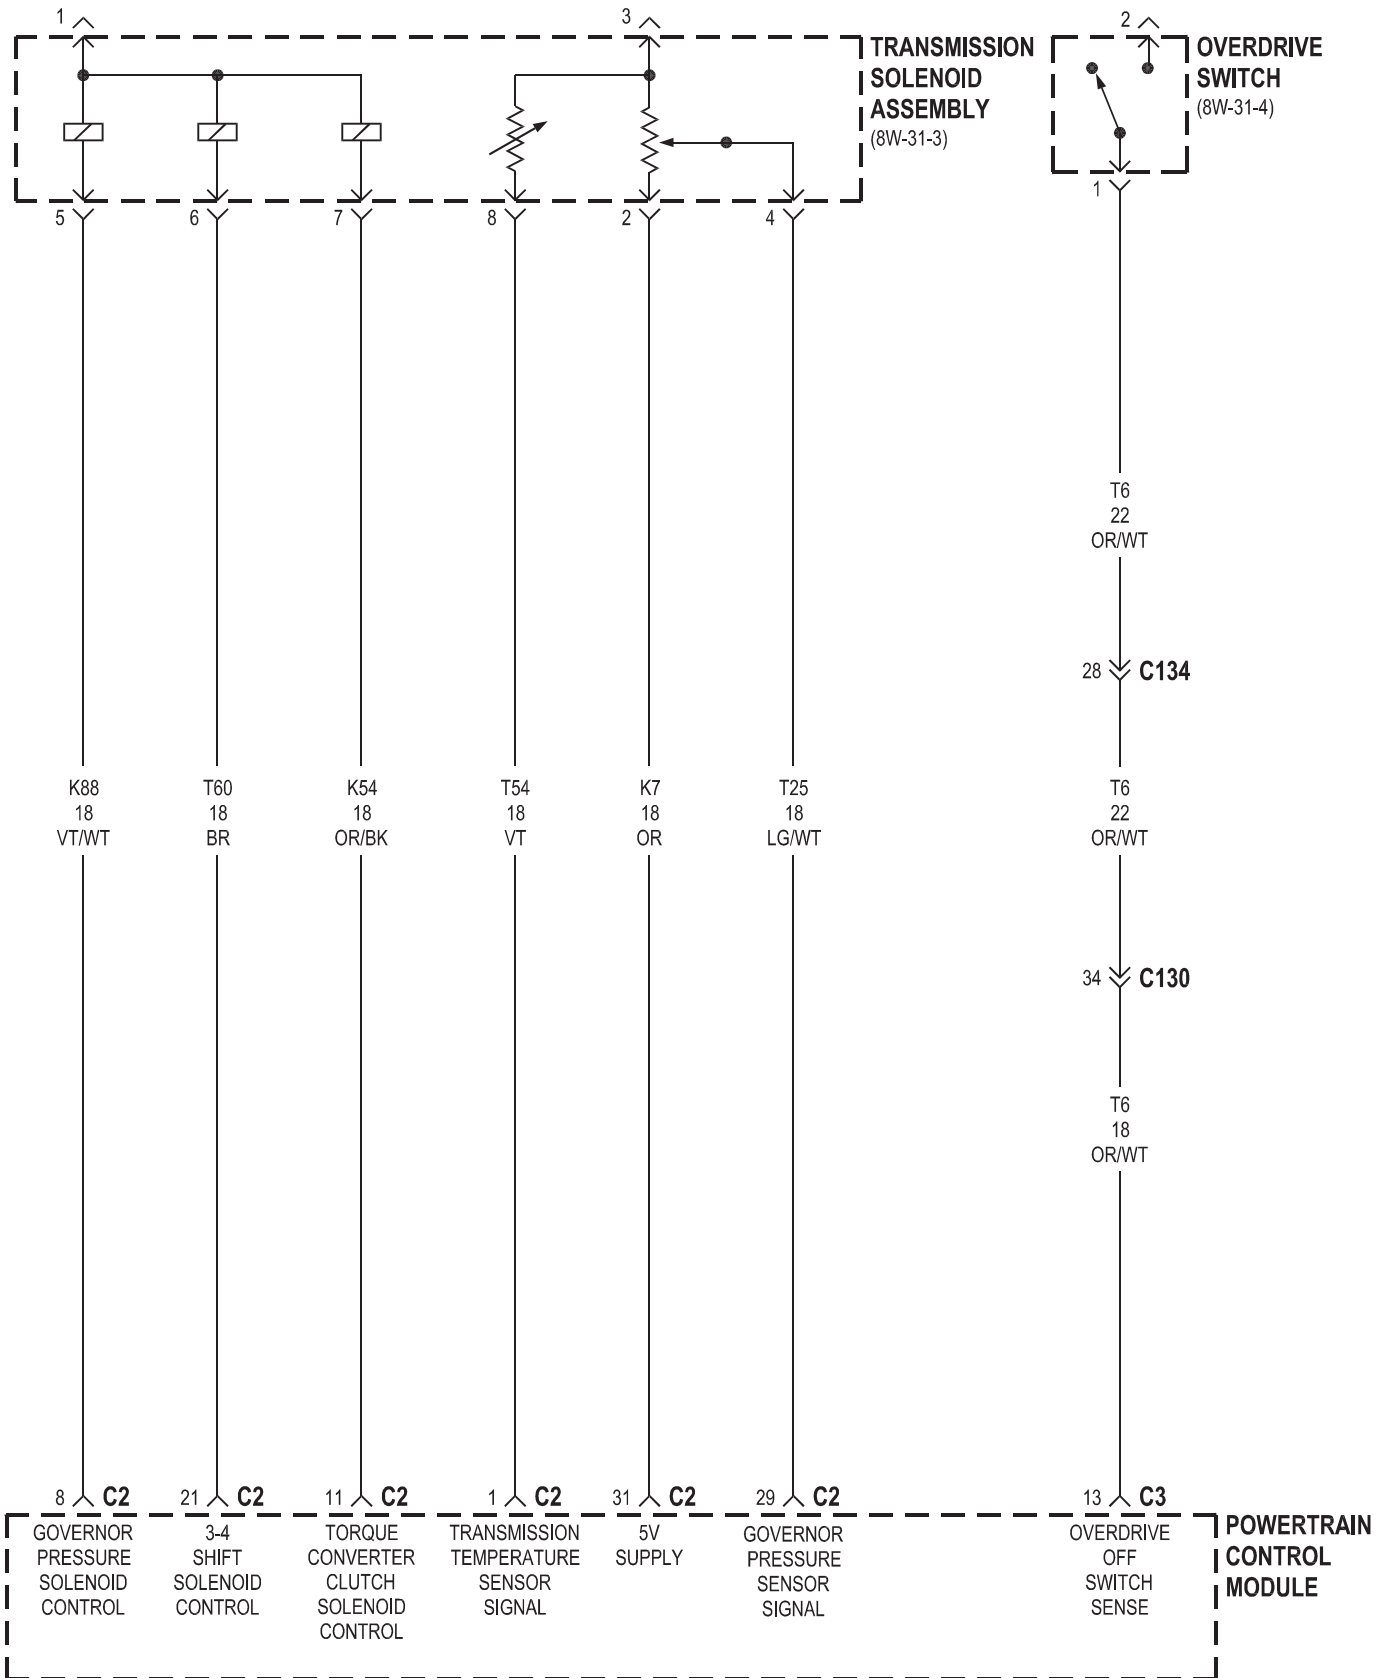 1
3
2
TRANSMISSION
SOLENOID
ASSEMBLY
(8W-31-3)
OVERDRIVE
SWITCH
(8W-31-4)
5
6
7
8
2
4
1
T6
22
OR/WT
28
C134
K88
18
VT/WT
T60
18
BR
K54
18
OR/BK
T54
18
VT
K7
18
OR
T25
18
LG/WT
T6
22
OR/WT
34
C130
T6
18
OR/WT
8 C2
21 C2
11 C2
1 C2
31 C2
29 C2
13 C3
GOVERNOR
PRESSURE
SOLENOID
CONTROL
3-4
SHIFT
SOLENOID
CONTROL
TORQUE
CONVERTER
CLUTCH
SOLENOID
CONTROL
TRANSMISSION
TEMPERATURE
SENSOR
SIGNAL
5V
SUPPLY
GOVERNOR
PRESSURE
SENSOR
SIGNAL
OVERDRIVE
OFF
SWITCH
SENSE
POWERTRAIN
CONTROL
MODULE